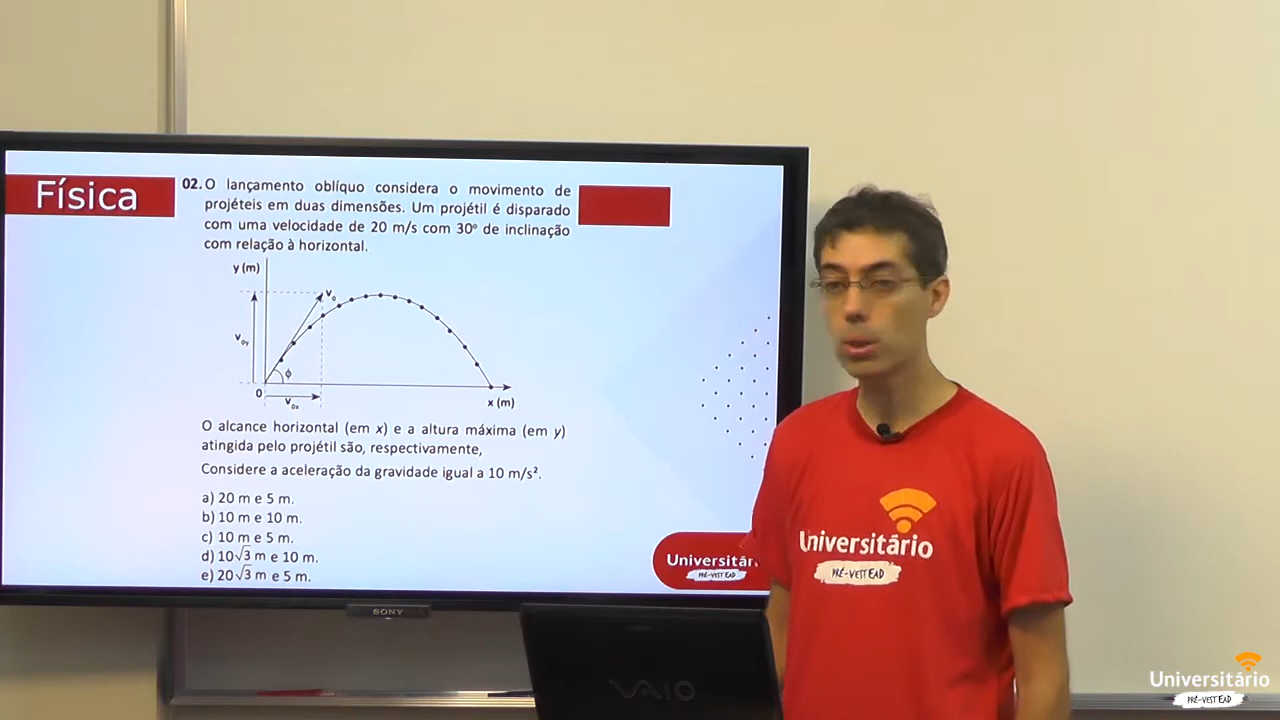 Física
02. O lançamento oblíquo considera o movimento de
projéteis em duas dimensões. Um projétil é disparado
com uma velocidade de 20 m/s com 30º de inclinação
com relação à horizontal.
y (m)
v₀
v₀ᵧ
ϕ
0
v₀ₓ
x (m)
O alcance horizontal (em x) e a altura máxima (em y)
atingida pelo projétil são, respectivamente,
Considere a aceleração da gravidade igual a 10 m/s².
a) 20 m e 5 m.
b) 10 m e 10 m.
c) 10 m e 5 m.
d) 10√3 m e 10 m.
e) 20√3 m e 5 m.
Universitári
PRÉ-VEST EAD
SONY
VAIO
Universitário
PRÉ-VEST EAD
Universitário
PRÉ-VEST EAD